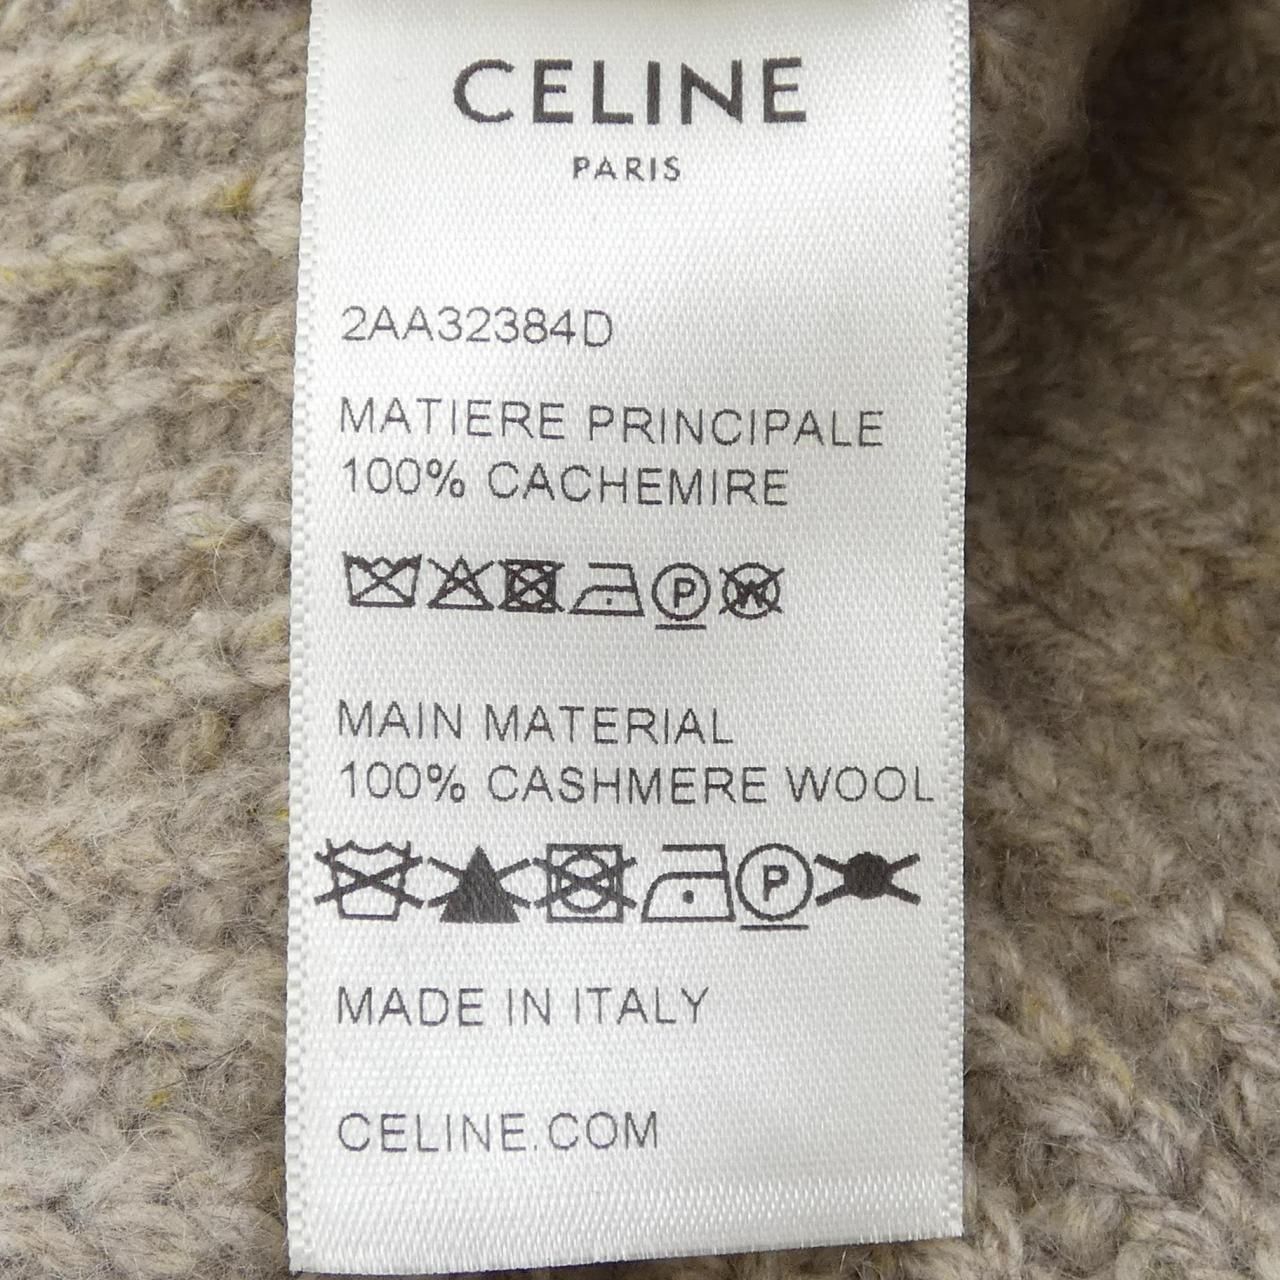 CELINE
PARIS
2AA32384D
MATIERE PRINCIPALE
100% CACHEMIRE
P W
MAIN MATERIAL
100% CASHMERE WOOL
P
MADE IN ITALY
CELINE.COM